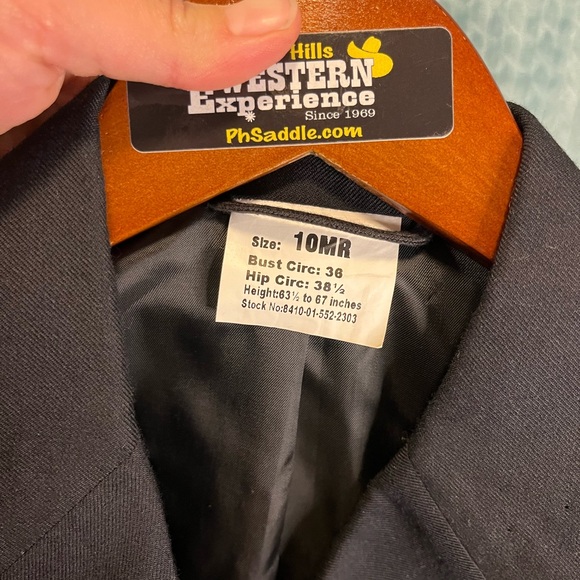 Hills
WESTERN
Experience
Since 1969
PhSaddle.com
Size: 10MR
Bust Circ: 36
Hip Circ: 38 ½
Height:63½ to 67 inches
Stock No:8410-01-552-2303